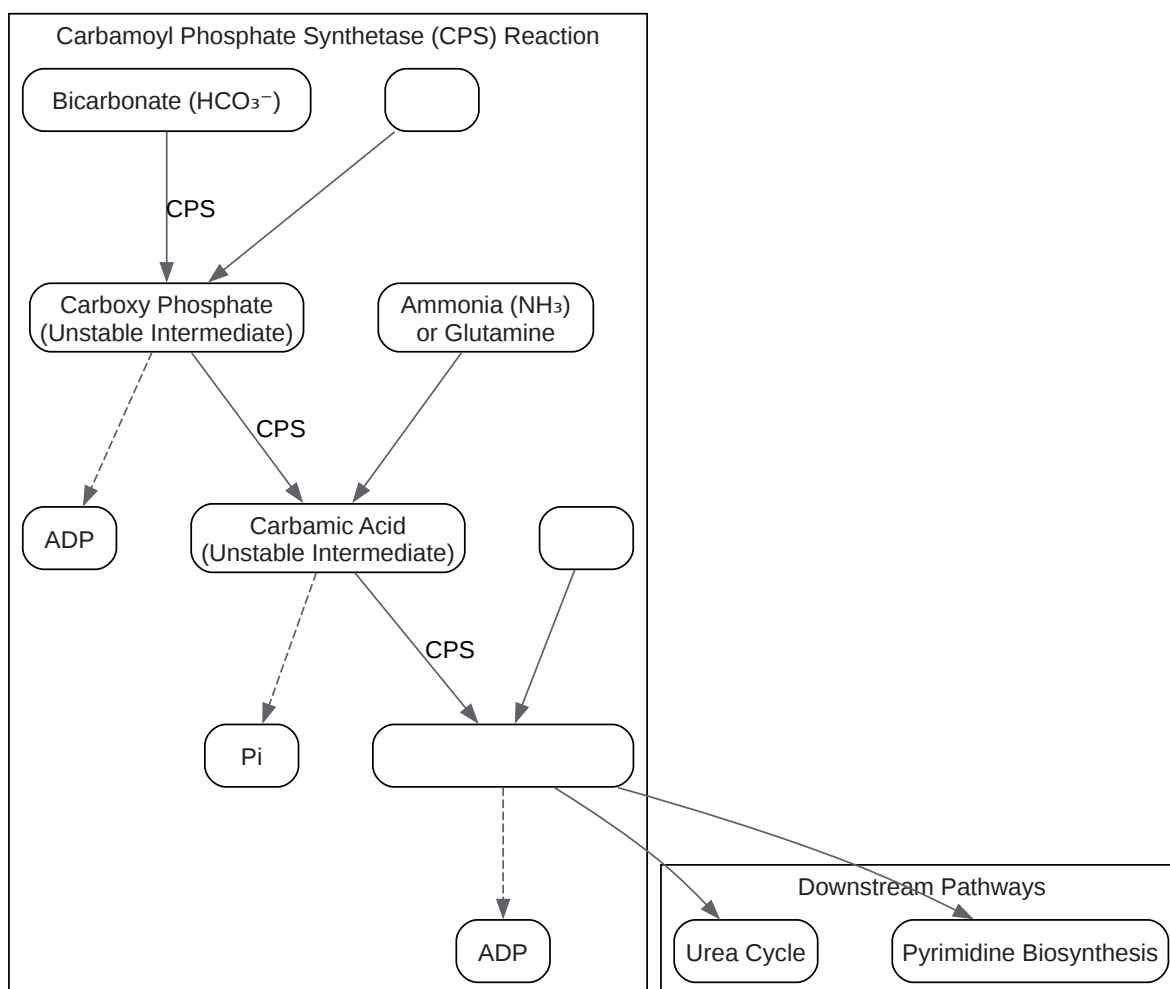 Carbamoyl Phosphate Synthetase (CPS) Reaction
Bicarbonate (HCO₃⁻)
CPS
Carboxy Phosphate
(Unstable Intermediate)
Ammonia (NH₃)
or Glutamine
CPS
ADP
Carbamic Acid
(Unstable Intermediate)
CPS
Pi
Downstream Pathways
ADP
Urea Cycle
Pyrimidine Biosynthesis